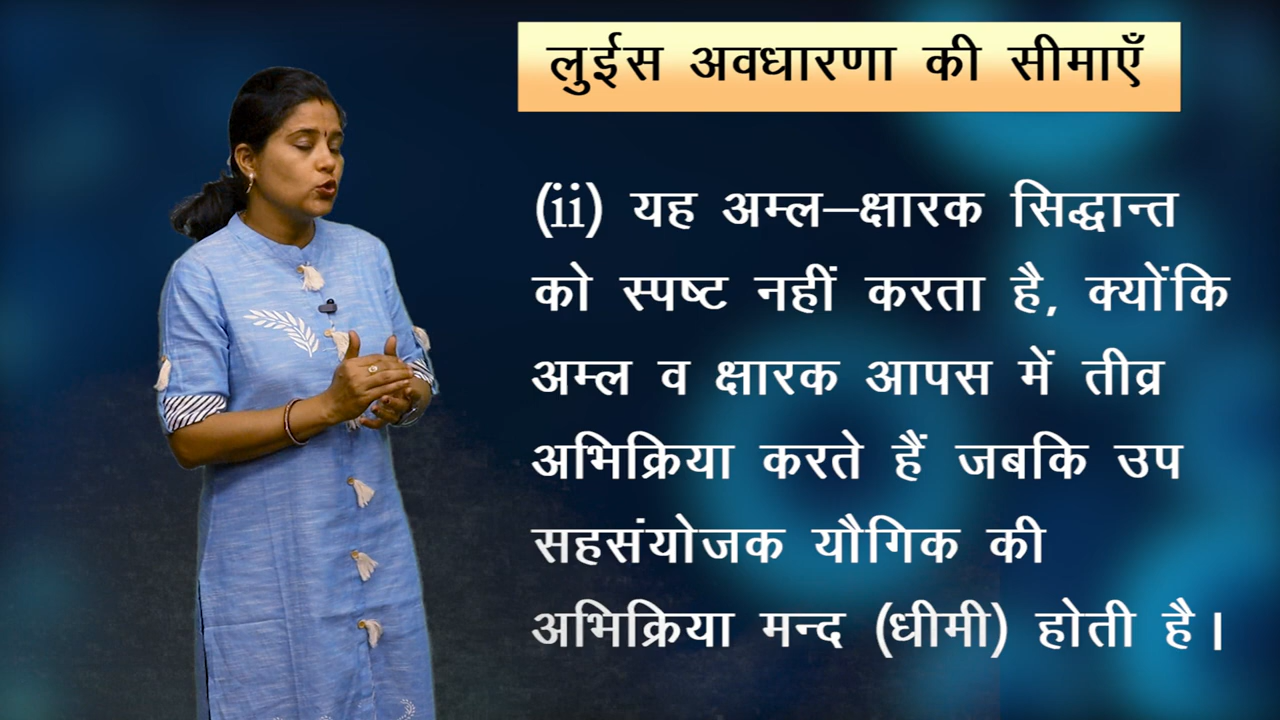 लुईस अवधारणा की सीमाएँ
(ii) यह अम्ल–क्षारक सिद्धान्त
को स्पष्ट नहीं करता है, क्योंकि
अम्ल व क्षारक आपस में तीव्र
अभिक्रिया करते हैं जबकि उप
सहसंयोजक यौगिक की
अभिक्रिया मन्द (धीमी) होती है।